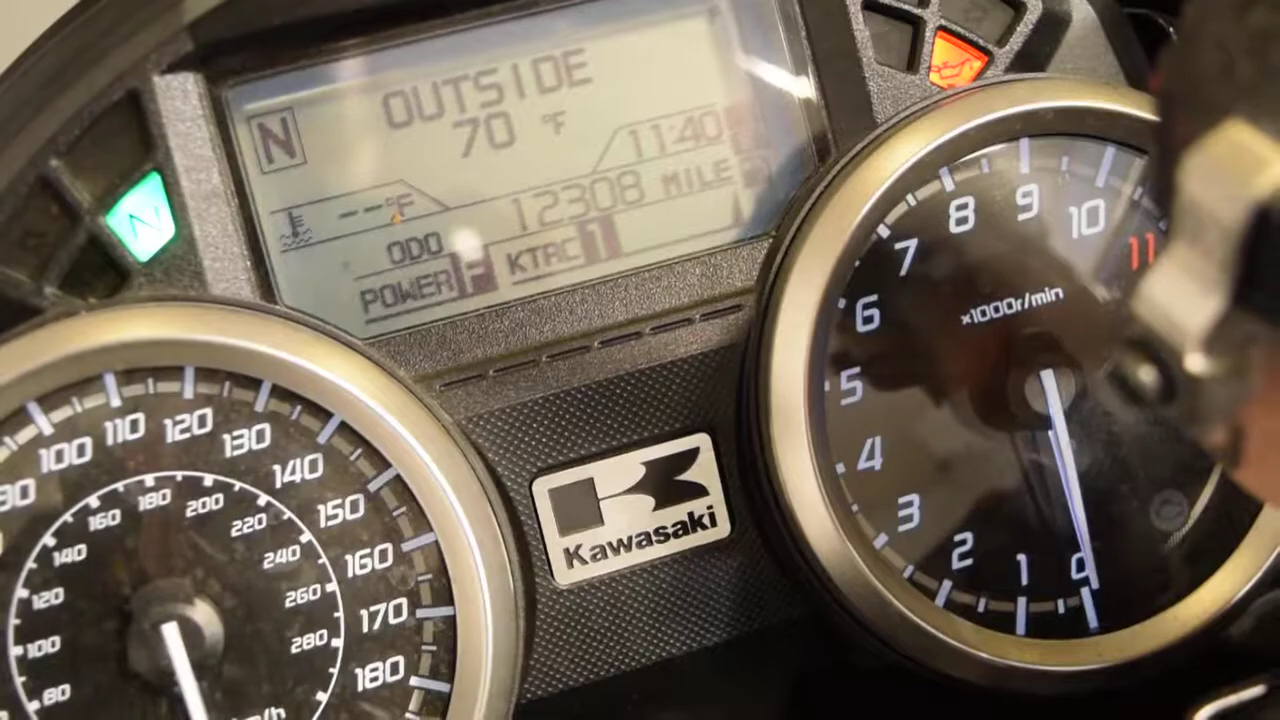 OUTSIDE
N
70 °F
11:40
-- °F
12308 MILE
ODO
POWER F
KTRC 1
N
100 110 120 130 140 150 160 170 180
80 100 120 140 160 180 200 220 240 260 280
Kawasaki
0 1 2 3 4 5 6 7 8 9 10 11
×1000r/min